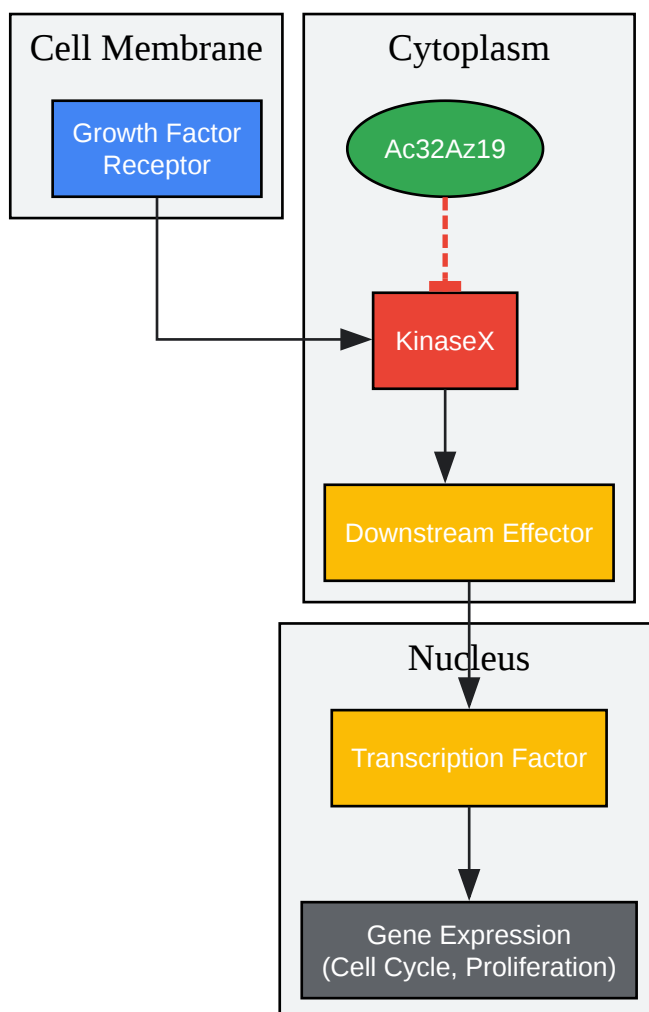 Cell Membrane
Growth Factor
Receptor
Cytoplasm
Ac32Az19
KinaseX
Downstream Effector
Nucleus
Transcription Factor
Gene Expression
(Cell Cycle, Proliferation)